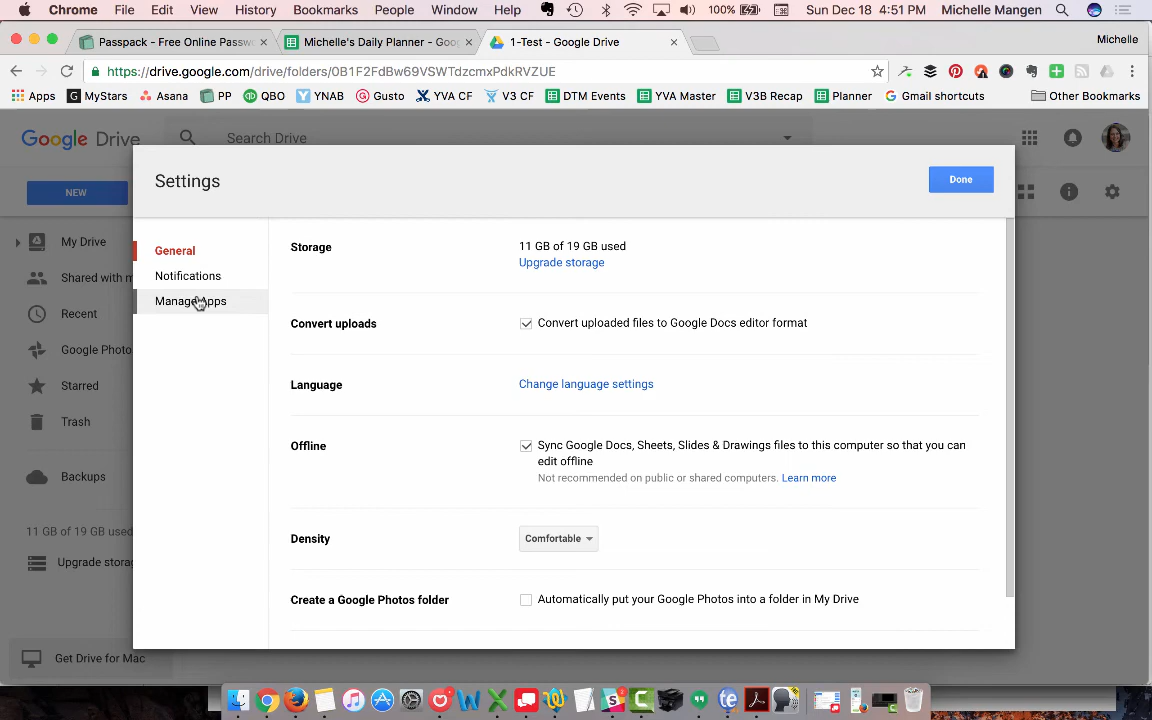 Chrome File Edit View History Bookmarks People Window Help 100% Sun Dec 18 4:51 PM Michelle Mangen
Passpack - Free Online Passw Michelle's Daily Planner - Goog 1-Test - Google Drive Michelle
https://drive.google.com/drive/folders/0B1F2FdBw69VSWTdzcmxPdkRVZUE
Apps MyStars Asana PP QBO YNAB Gusto YVA CF V3 CF DTM Events YVA Master V3B Recap Planner Gmail shortcuts Other Bookmarks
Google Drive Search Drive
Settings Done
NEW
My Drive
Shared with m
Recent
Google Photo
Starred
Trash
Backups
11 GB of 19 GB used
Upgrade storag
Get Drive for Mac
General
Notifications
Manage Apps
Storage 11 GB of 19 GB used
Upgrade storage
Convert uploads Convert uploaded files to Google Docs editor format
Language Change language settings
Offline Sync Google Docs, Sheets, Slides & Drawings files to this computer so that you can
edit offline
Not recommended on public or shared computers. Learn more
Density Comfortable
Create a Google Photos folder Automatically put your Google Photos into a folder in My Drive